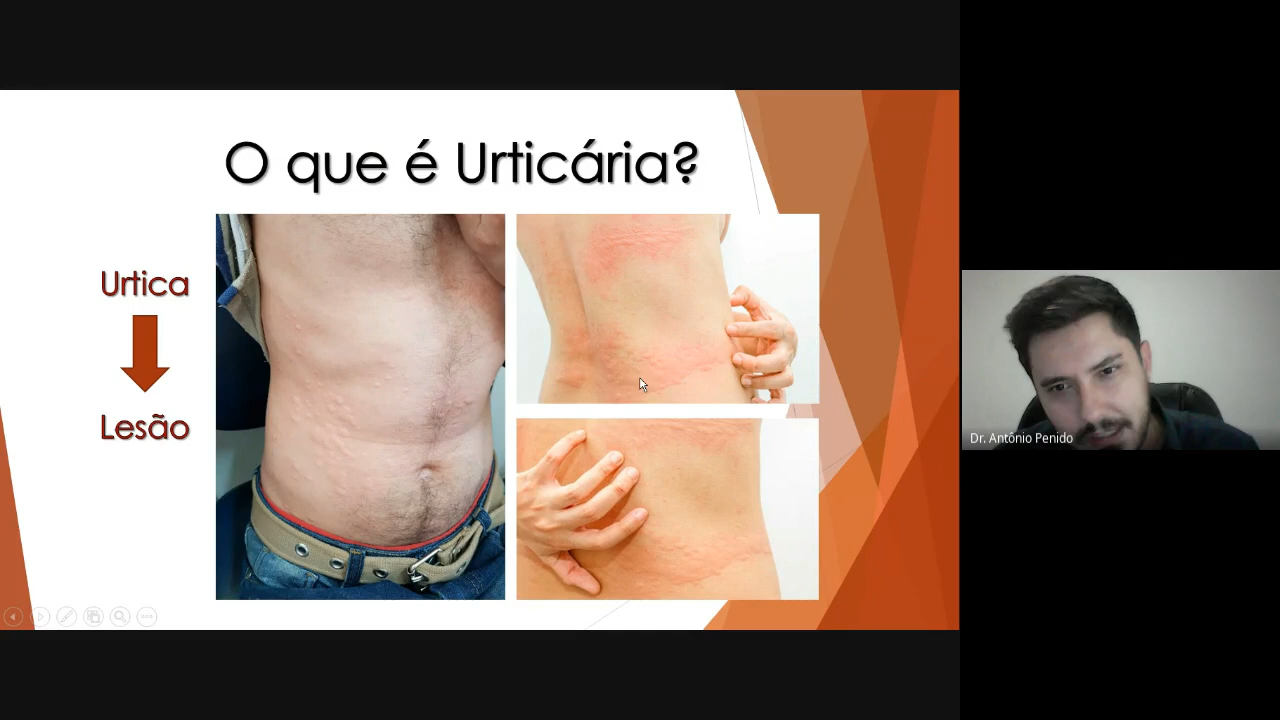 O que é Urticária?
Urtica
Lesão
Dr. Antônio Penido